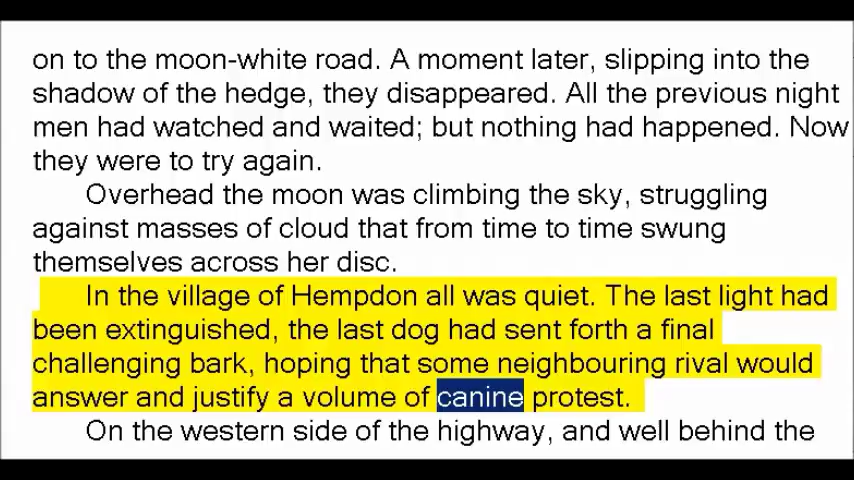 on to the moon-white road. A moment later, slipping into the
shadow of the hedge, they disappeared. All the previous night
men had watched and waited; but nothing had happened. Now
they were to try again.
Overhead the moon was climbing the sky, struggling
against masses of cloud that from time to time swung
themselves across her disc.
In the village of Hempdon all was quiet. The last light had
been extinguished, the last dog had sent forth a final
challenging bark, hoping that some neighbouring rival would
answer and justify a volume of canine protest.
On the western side of the highway, and well behind the